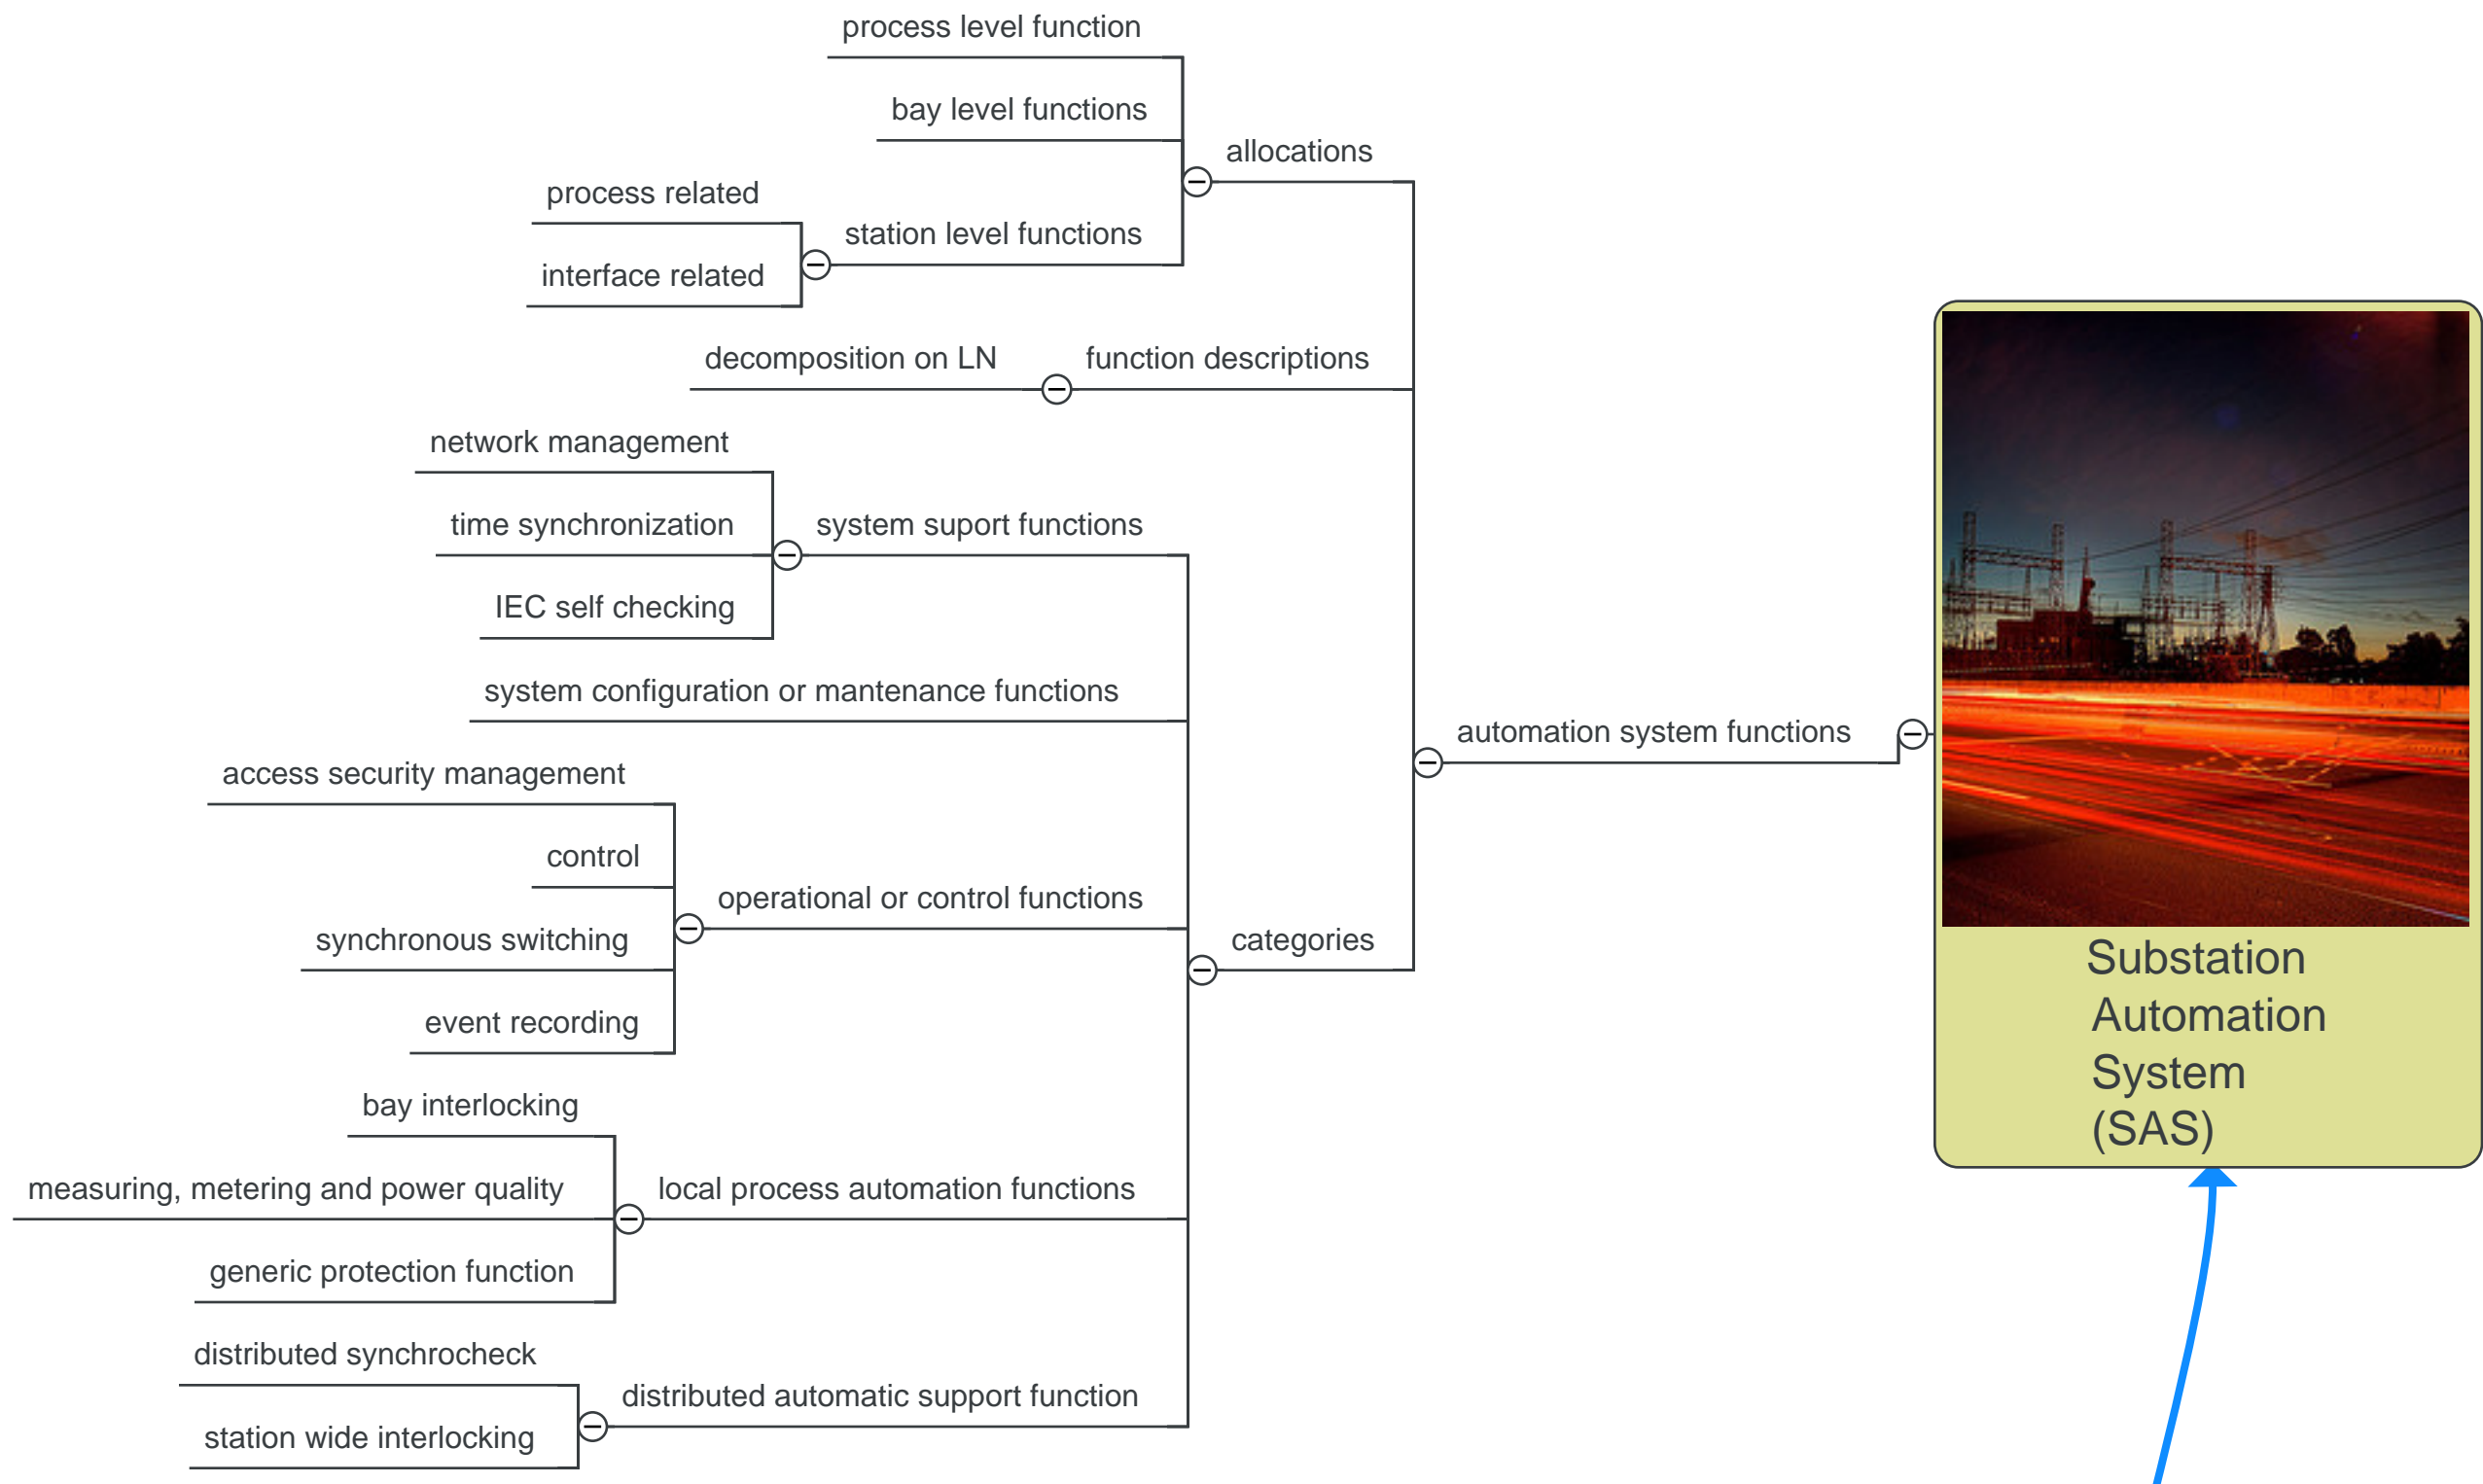 process level function
bay level functions
allocations
process related
station level functions
interface related
decomposition on LN
function descriptions
network management
time synchronization
system suport functions
IEC self checking
system configuration or mantenance functions
automation system functions
access security management
control
operational or control functions
synchronous switching
categories
event recording
bay interlocking
measuring, metering and power quality
local process automation functions
generic protection function
distributed synchrocheck
distributed automatic support function
station wide interlocking
Substation
Automation
System
(SAS)